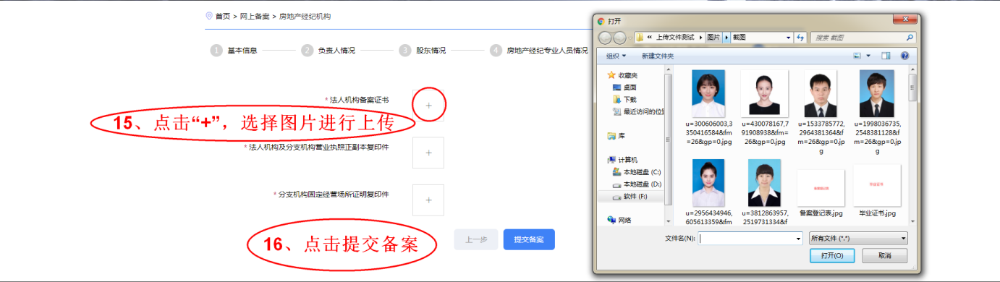 首页 > 网上备案 > 房地产经纪机构
1 基本信息 2 负责人情况 3 股东情况 4 房地产经纪专业人员情况
* 法人机构备案证书
+
15、点击“+”，选择图片进行上传
* 法人机构及分支机构营业执照正副本复印件
+
* 分支机构固定经营场所证明复印件
+
16、点击提交备案
上一步 提交备案
打开
« 上传文件测试 图片 截图
搜索 截图
组织 新建文件夹
收藏夹
桌面
下载
最近访问的位
库
计算机
本地磁盘 (C:)
本地磁盘 (D:)
软件 (F:)
网络
u=300606003,3
350416584&fm
=26&gp=0.jpg
u=430078167,7
91908938&fm=
26&gp=0.jpg
u=1533785772,
2964381364&f
m=26&gp=0.jp
g
u=1998036735,
2548381128&f
m=26&gp=0.jp
g
u=2956434946,
605613359&fm
u=3812863957,
2519731334&f
备案登记表
备案登记表.jpg
毕业证书
毕业证书.jpg
文件名(N):
所有文件 (*.*)
打开(O) 取消